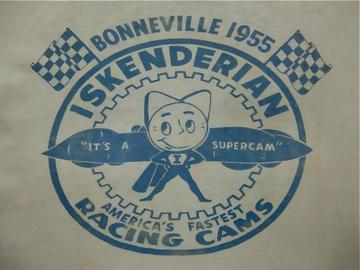 BONNEVILLE 1955
ISKENDERIAN
"IT'S A SUPERCAM"
I
AMERICA'S FASTEST
RACING CAMS